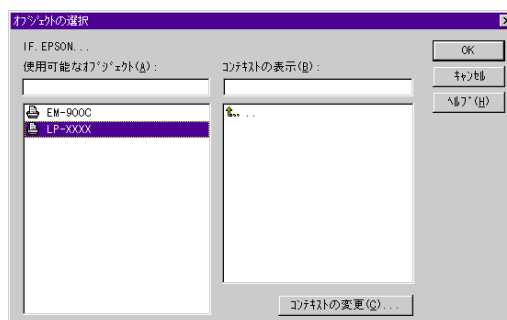 ｵﾌﾞｼﾞｪｸﾄの選択
IF.EPSON...
使用可能なｵﾌﾞｼﾞｪｸﾄ(A):
ｺﾝﾃｷｽﾄの表示(B):
OK
ｷｬﾝｾﾙ
ﾍﾙﾌﾟ(H)
EM-900C
LP-XXXX
..
ｺﾝﾃｷｽﾄの変更(C)...